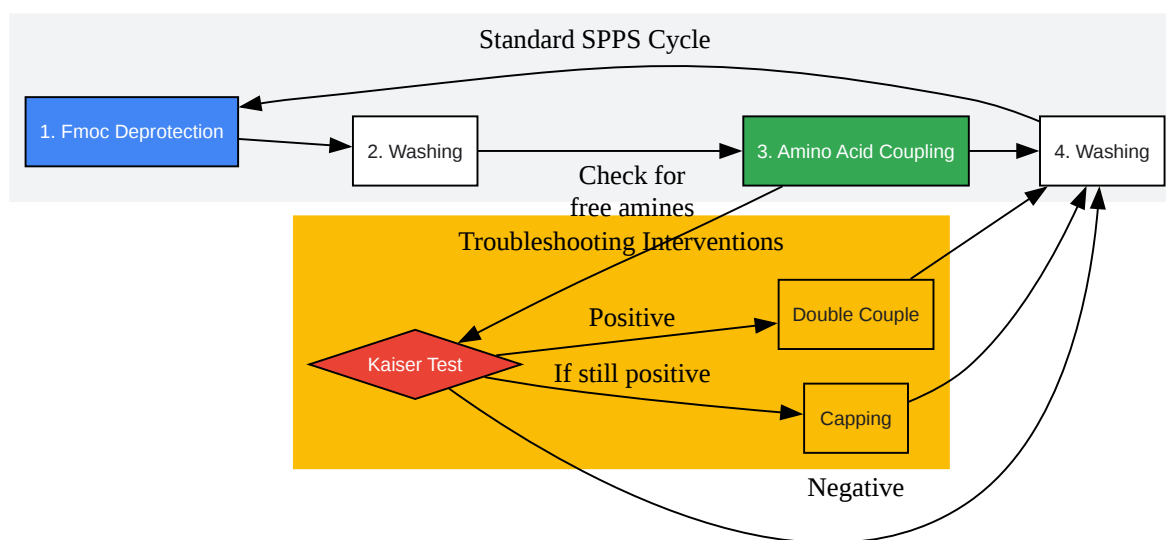 Standard SPPS Cycle
1. Fmoc Deprotection
2. Washing
3. Amino Acid Coupling
4. Washing
Check for
free amines
Troubleshooting Interventions
Positive
Double Couple
Kaiser Test
If still positive
Capping
Negative